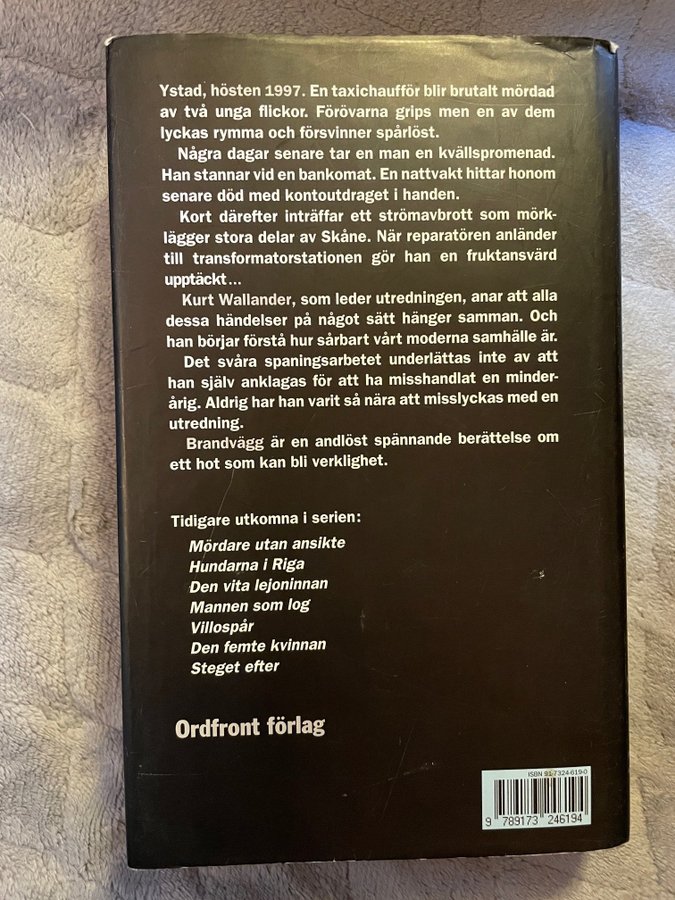 Ystad, hösten 1997. En taxichaufför blir brutalt mördad
av två unga flickor. Förövarna grips men en av dem
lyckas rymma och försvinner spårlöst.
Några dagar senare tar en man en kvällspromenad.
Han stannar vid en bankomat. En nattvakt hittar honom
senare död med kontoutdraget i handen.
Kort därefter inträffar ett strömavbrott som mörk-
lägger stora delar av Skåne. När reparatören anländer
till transformatorstationen gör han en fruktansvärd
upptäckt...
Kurt Wallander, som leder utredningen, anar att alla
dessa händelser på något sätt hänger samman. Och
han börjar förstå hur sårbart vårt moderna samhälle är.
Det svåra spaningsarbetet underlättas inte av att
han själv anklagas för att ha misshandlat en minder-
årig. Aldrig har han varit så nära att misslyckas med en
utredning.
Brandvägg är en andlöst spännande berättelse om
ett hot som kan bli verklighet.
Tidigare utkomna i serien:
Mördare utan ansikte
Hundarna i Riga
Den vita lejoninnan
Mannen som log
Villospår
Den femte kvinnan
Steget efter
Ordfront förlag
ISBN 91-7324-619-0
9 789173 246194